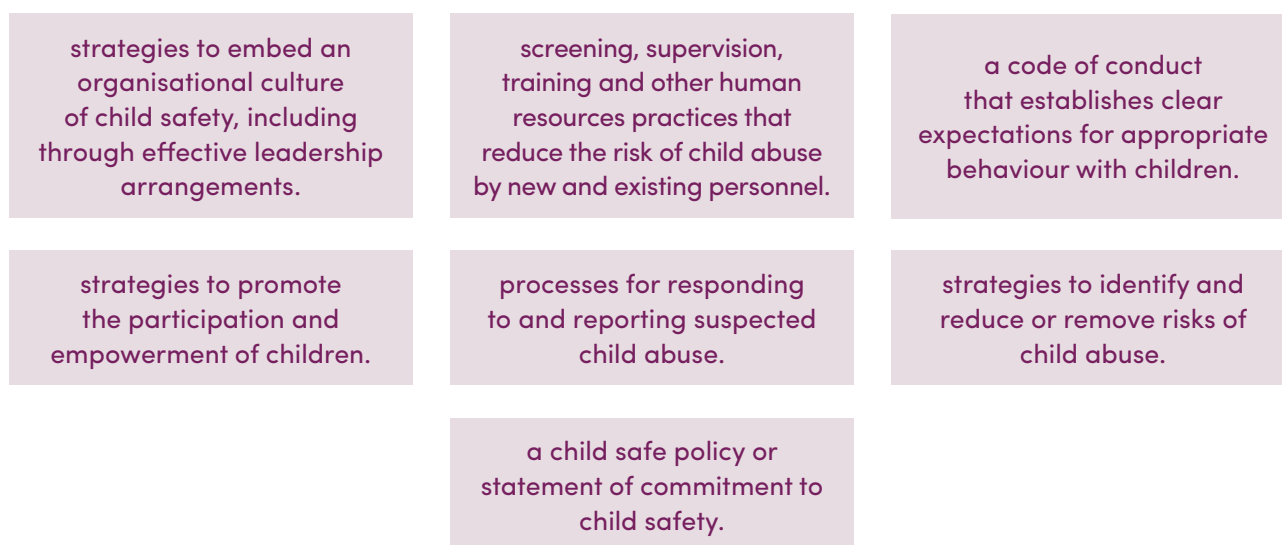 strategies to embed an
organisational culture
of child safety, including
through effective leadership
arrangements.
screening, supervision,
training and other human
resources practices that
reduce the risk of child abuse
by new and existing personnel.
a code of conduct
that establishes clear
expectations for appropriate
behaviour with children.
strategies to promote
the participation and
empowerment of children.
processes for responding
to and reporting suspected
child abuse.
strategies to identify and
reduce or remove risks of
child abuse.
a child safe policy or
statement of commitment to
child safety.